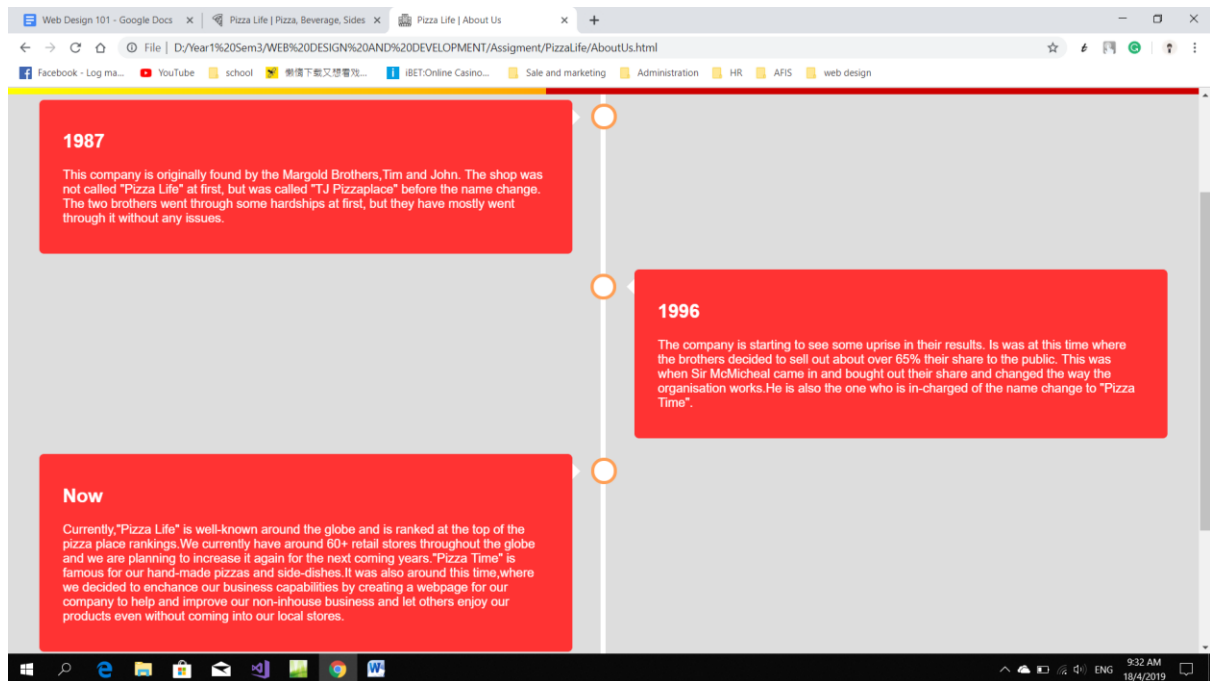 Web Design 101 - Google Docs
Pizza Life | Pizza, Beverage, Sides
Pizza Life | About Us
File | D:/Year1%20Sem3/WEB%20DESIGN%20AND%20DEVELOPMENT/Assigment/PizzaLife/AboutUs.html
Facebook - Log ma... YouTube school 懒惰下载又想看戏... iBET:Online Casino... Sale and marketing Administration HR AFIS web design
1987
This company is originally found by the Margold Brothers,Tim and John. The shop was
not called "Pizza Life" at first, but was called "TJ Pizzaplace" before the name change.
The two brothers went through some hardships at first, but they have mostly went
through it without any issues.
1996
The company is starting to see some uprise in their results. Is was at this time where
the brothers decided to sell out about over 65% their share to the public. This was
when Sir McMicheal came in and bought out their share and changed the way the
organisation works.He is also the one who is in-charged of the name change to "Pizza
Time".
Now
Currently,"Pizza Life" is well-known around the globe and is ranked at the top of the
pizza place rankings.We currently have around 60+ retail stores throughout the globe
and we are planning to increase it again for the next coming years."Pizza Time" is
famous for our hand-made pizzas and side-dishes.It was also around this time,where
we decided to enchance our business capabilities by creating a webpage for our
company to help and improve our non-inhouse business and let others enjoy our
products even without coming into our local stores.
ENG
9:32 AM
18/4/2019